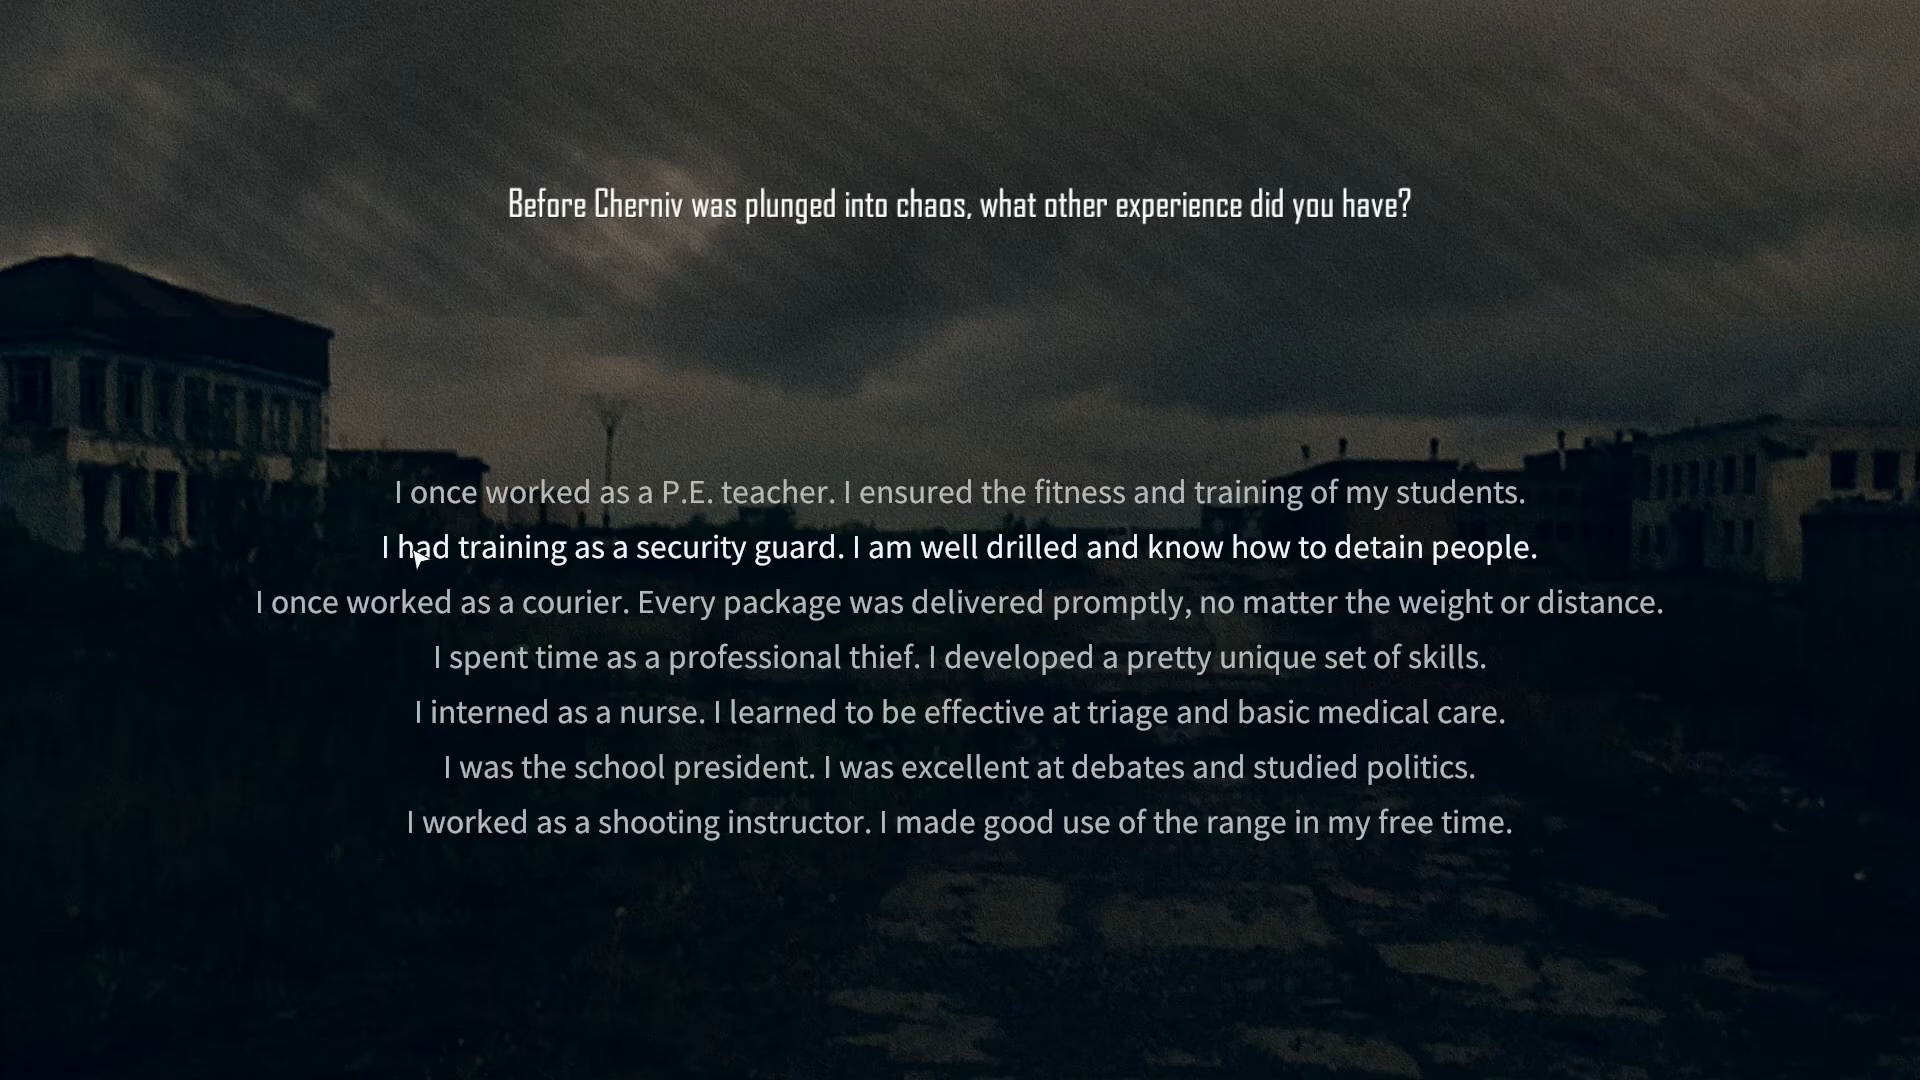 Before Cherniv was plunged into chaos, what other experience did you have?
I once worked as a P.E. teacher. I ensured the fitness and training of my students.
I had training as a security guard. I am well drilled and know how to detain people.
I once worked as a courier. Every package was delivered promptly, no matter the weight or distance.
I spent time as a professional thief. I developed a pretty unique set of skills.
I interned as a nurse. I learned to be effective at triage and basic medical care.
I was the school president. I was excellent at debates and studied politics.
I worked as a shooting instructor. I made good use of the range in my free time.